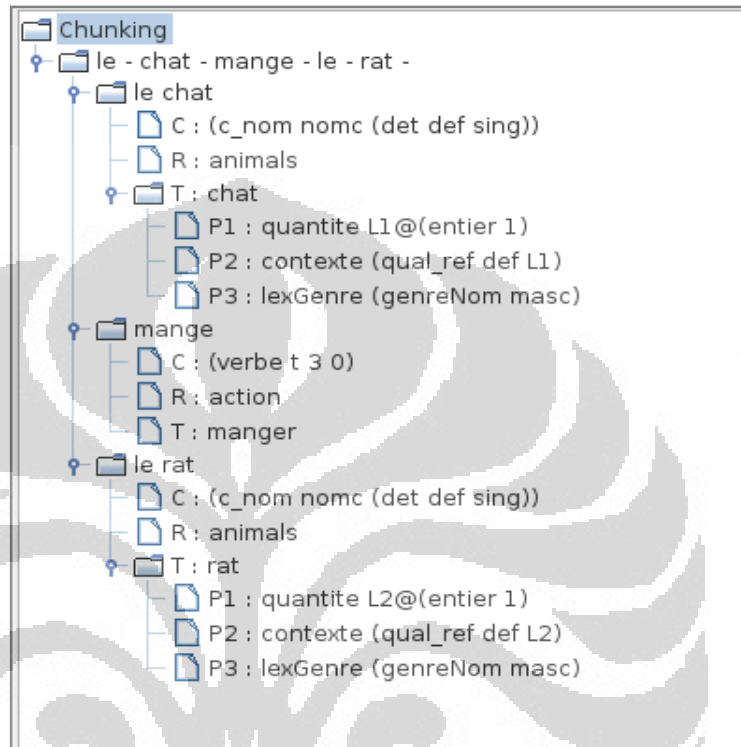 Chunking
le - chat - mange - le - rat -
le chat
C : (c_nom nomc (det def sing))
R : animals
T : chat
P1 : quantite L1@(entier 1)
P2 : contexte (qual_ref def L1)
P3 : lexGenre (genreNom masc)
mange
C : (verbe t 3 0)
R : action
T : manger
le rat
C : (c_nom nomc (det def sing))
R : animals
T : rat
P1 : quantite L2@(entier 1)
P2 : contexte (qual_ref def L2)
P3 : lexGenre (genreNom masc)